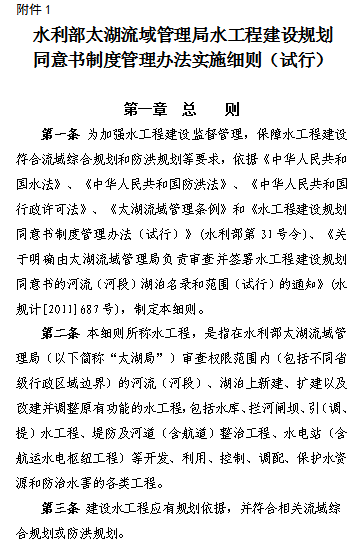 附件 1
水利部太湖流域管理局水工程建设规划
同意书制度管理办法实施细则（试行）
第一章 总 则
第一条 为加强水工程建设监督管理，保障水工程建设
符合流域综合规划和防洪规划等要求，依据《中华人民共和
国水法》、《中华人民共和国防洪法》、《中华人民共和国
行政许可法》、《太湖流域管理条例》和《水工程建设规划
同意书制度管理办法（试行）》(水利部第 31 号令)、《关
于明确由太湖流域管理局负责审查并签署水工程建设规划
同意书的河流（河段）湖泊名录和范围（试行）的通知》(水
规计[2011]687 号)，制定本细则。
第二条 本细则所称水工程，是指在水利部太湖流域管
理局（以下简称“太湖局”）审查权限范围内（包括不同省
级行政区域边界）的河流（河段）、湖泊上新建、扩建以及
改建并调整原有功能的水工程,包括水库、拦河闸坝、引(调、
提）水工程、堤防及河道（含航道）整治工程、水电站（含
航运水电枢纽工程）等开发、利用、控制、调配、保护水资
源和防治水害的各类工程。
第三条 建设水工程应有规划依据，并符合相关流域综
合规划或防洪规划。